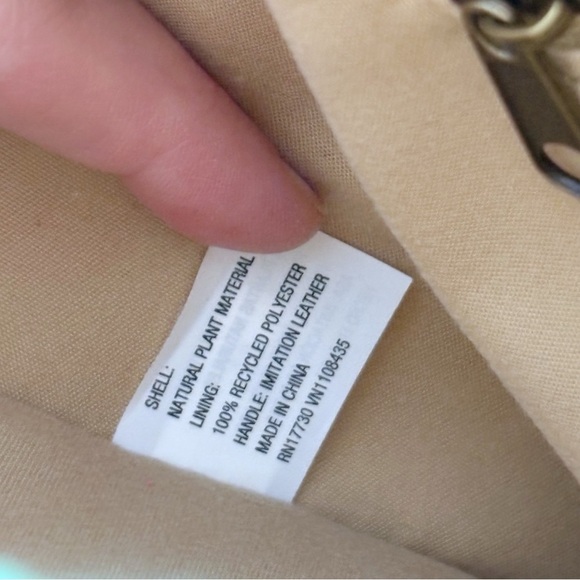 SHELL:
NATURAL PLANT MATERIAL
LINING:
100% RECYCLED POLYESTER
HANDLE: IMITATION LEATHER
MADE IN CHINA
RN17730 VN1108435